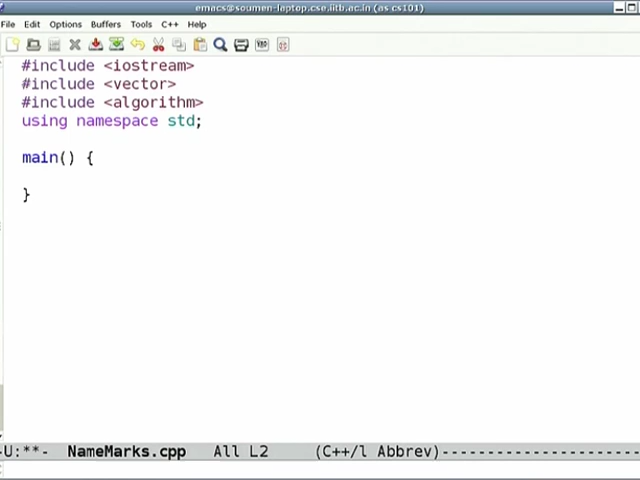 emacs@soumen-laptop.cse.iitb.ac.in (as cs101)
File Edit Options Buffers Tools C++ Help
#include <iostream>
#include <vector>
#include <algorithm>
using namespace std;
main() {
}
-U:**- NameMarks.cpp All L2 (C++/l Abbrev)-----------------------